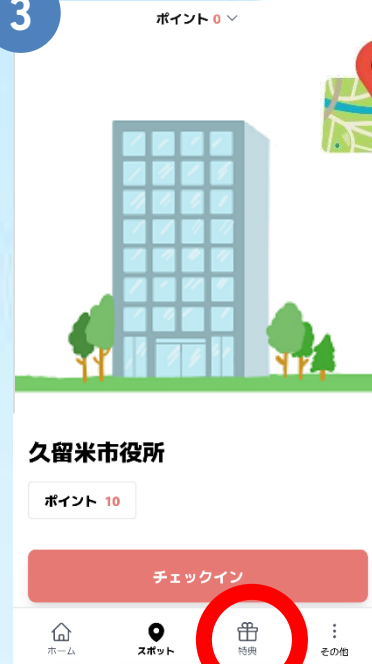 3
ポイント 0
久留米市役所
ポイント 10
チェックイン
ホーム
スポット
特典
その他